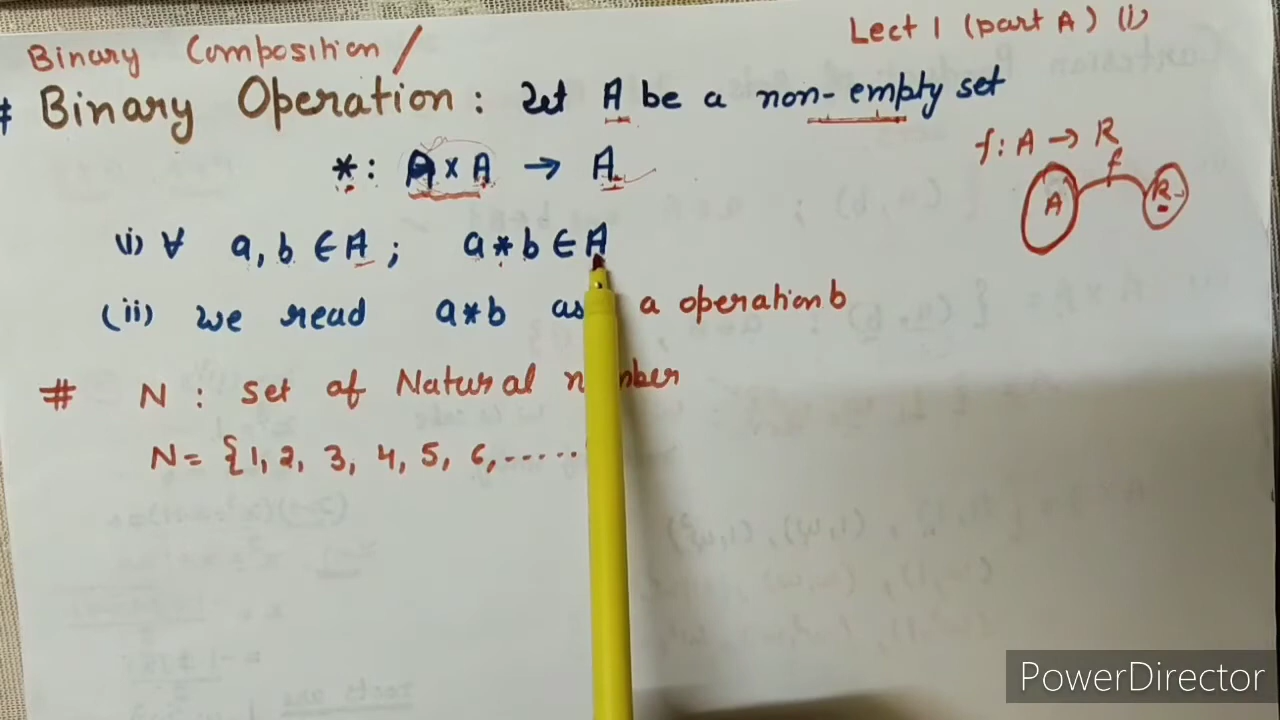 Lect 1 (part A) (i)
Binary Composition /
# Binary Operation : Let A be a non-empty set
* : A x A → A
f : A → R
f
A R
(i) ∀ a, b ∈ A ; a * b ∈ A
(ii) we read a * b as a operation b
# N : set of Natural number
N = {1, 2, 3, 4, 5, 6, .....
PowerDirector